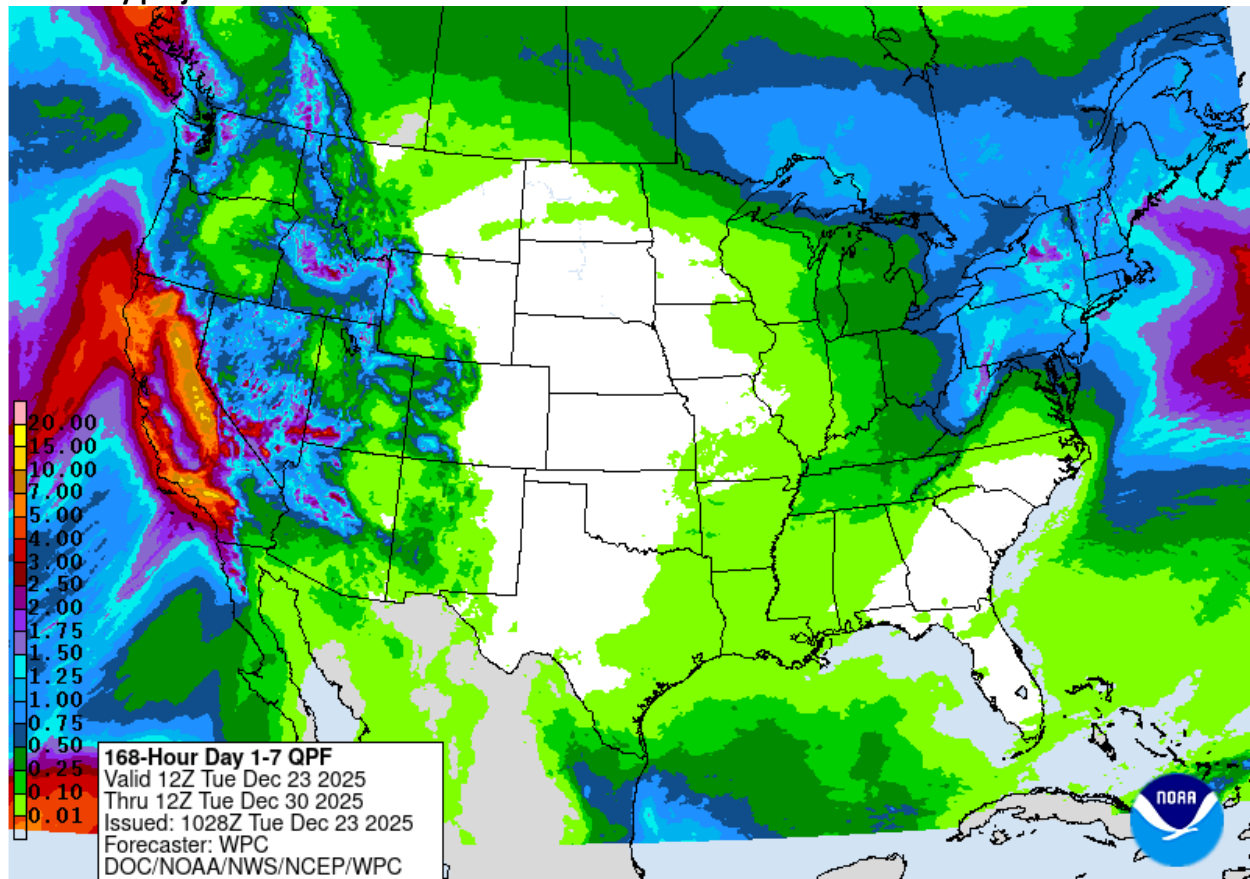 20.00
15.00
10.00
7.00
5.00
4.00
3.00
2.50
2.00
1.75
1.50
1.25
1.00
0.75
0.50
0.25
0.10
0.01
168-Hour Day 1-7 QPF
Valid 12Z Tue Dec 23 2025
Thru 12Z Tue Dec 30 2025
Issued: 1028Z Tue Dec 23 2025
Forecaster: WPC
DOC/NOAA/NWS/NCEP/WPC
NOAA